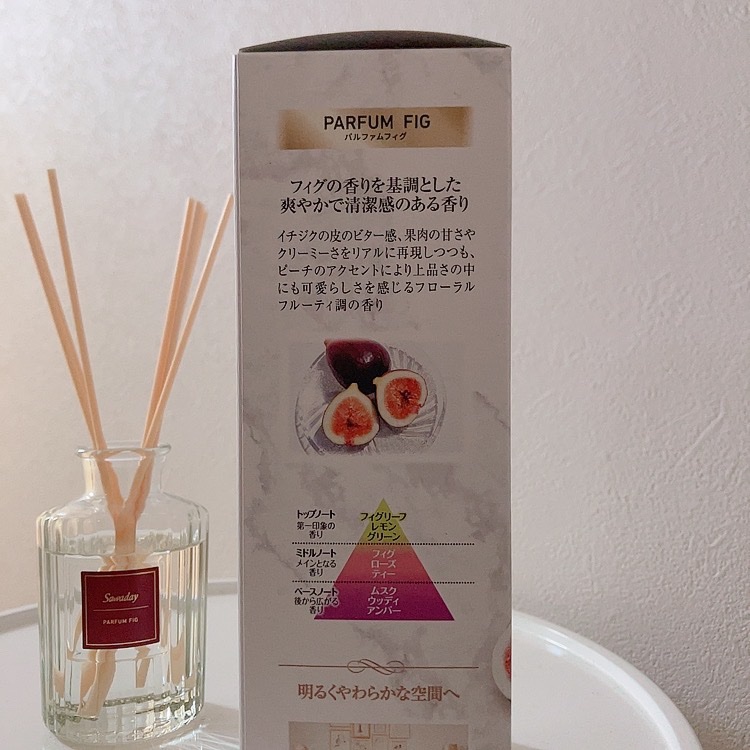 PARFUM FIG
パルファムフィグ
フィグの香りを基調とした
爽やかで清潔感のある香り
イチジクの皮のビター感、果肉の甘さや
クリーミーさをリアルに再現しつつも、
ピーチのアクセントにより上品さの中
にも可愛らしさを感じるフローラル
フルーティ調の香り
トップノート
第一印象の
香り
フィグリーフ
レモン
グリーン
ミドルノート
メインとなる
香り
フィグ
ローズ
ティー
ベースノート
後から広がる
香り
ムスク
ウッディ
アンバー
明るくやわらかな空間へ
Sawaday
PARFUM FIG